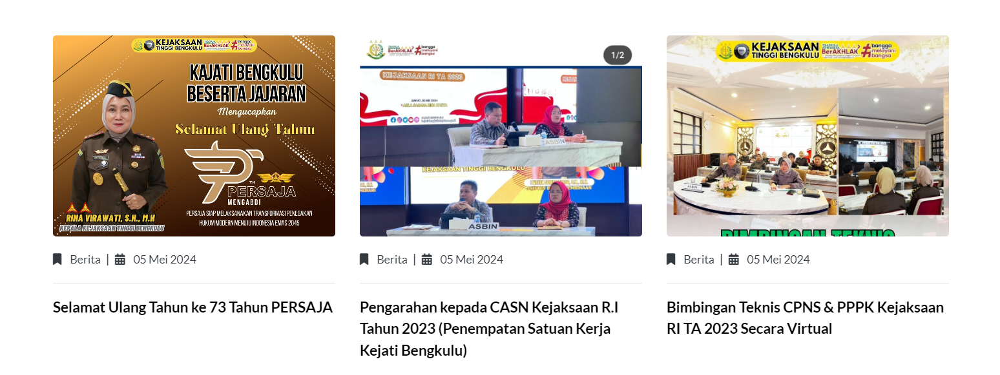 KEJAKSAAN
TINGGI BENGKULU
BerAKHLAK
#bangga
melayani
bangsa
KAJATI BENGKULU
BESERTA JAJARAN
Mengucapkan
Selamat Ulang Tahun
TH
PERSAJA
MENGABDI
PERSAJA SIAP MELAKSANAKAN TRANSFORMASI PENEGAKAN
HUKUM MODERN MENUJU INDONESIA EMAS 2045
RINA VIRAWATI, S.H., M.H
KEPALA KEJAKSAAN TINGGI BENGKULU
Berita | 05 Mei 2024
Selamat Ulang Tahun ke 73 Tahun PERSAJA
BerAKHLAK
#bangga
melayani
bangsa
1/2
KEJAKSAAN RI TA 2023
JUM'AT, 03 MEI 2024
ASBIN
KEJAKSAAN TINGGI BENGKULU
ASBIN
Berita | 05 Mei 2024
Pengarahan kepada CASN Kejaksaan R.I
Tahun 2023 (Penempatan Satuan Kerja
Kejati Bengkulu)
KEJAKSAAN
TINGGI BENGKULU
BerAKHLAK
#bangga
melayani
bangsa
ASBIN
BIMBINGAN TEKNIS
Berita | 05 Mei 2024
Bimbingan Teknis CPNS & PPPK Kejaksaan
RI TA 2023 Secara Virtual